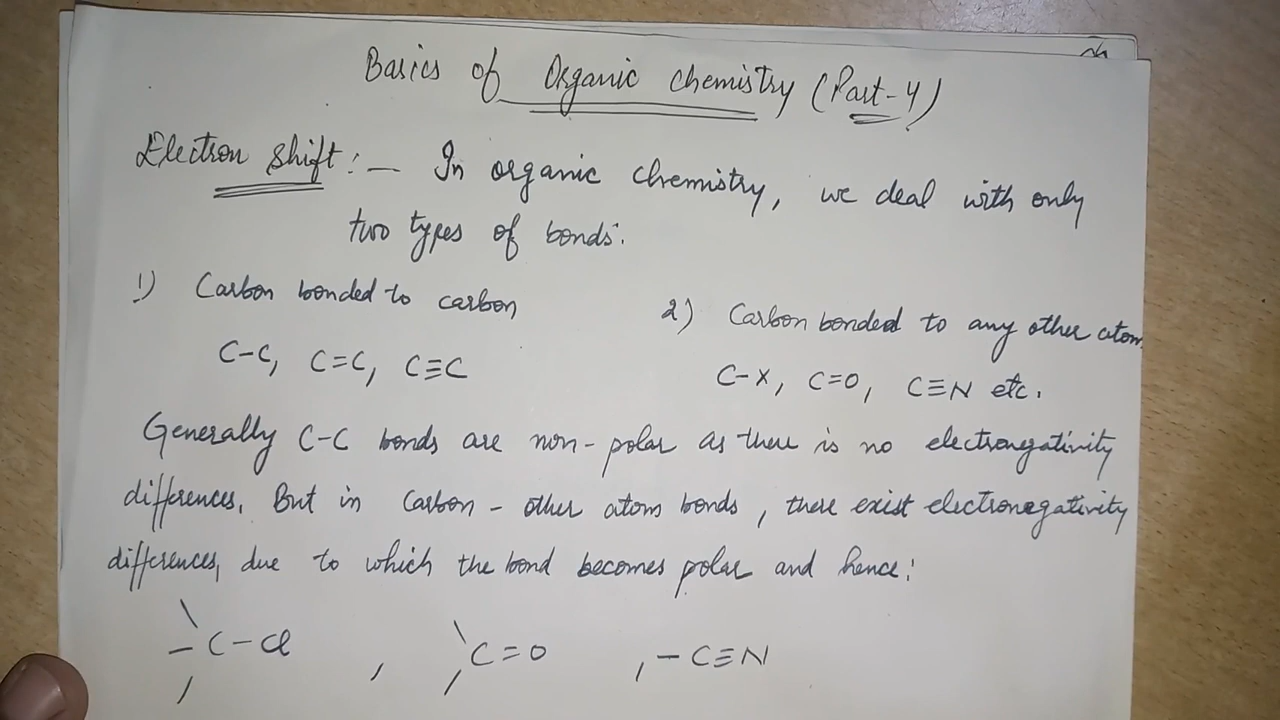 Basics of Organic Chemistry (Part-4)
Electron shift:— In organic chemistry, we deal with only
two types of bonds.
1) Carbon bonded to carbon
2) Carbon bonded to any other atom
C-C, C=C, C≡C
C-X, C=O, C≡N etc.
Generally C-C bonds are non-polar as there is no electronegativity
differences. But in Carbon - other atom bonds, there exist electronegativity
differences, due to which the bond becomes polar and hence:
-C-Cl , C=O , -C≡N